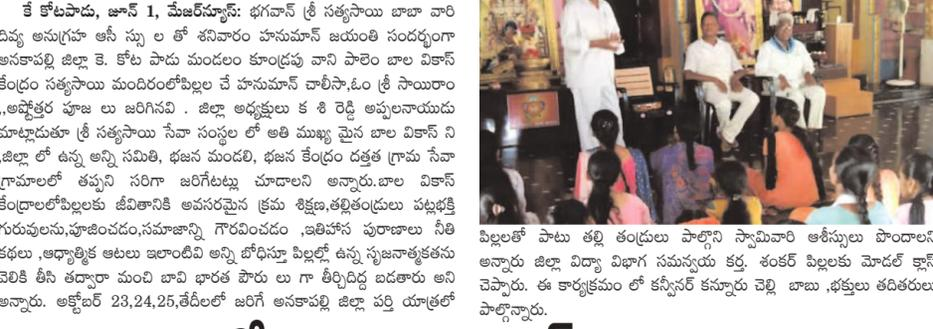 కే కోటపాడు, జూన్ 1, మేజర్‌న్యూస్: భగవాన్ శ్రీ సత్యసాయి బాబా వారి
దివ్య అనుగ్రహ ఆసీ స్సు ల తో శనివారం హనుమాన్ జయంతి సందర్భంగా
అనకాపల్లి జిల్లా కె. కోట పాడు మండలం కూండ్రపు వాని పాలెం బాల వికాస్
కేంద్రం సత్యసాయి మందిరంలోపిల్లల చే హనుమాన్ చాలీసా,ఓం శ్రీ సాయిరాం
,అష్టోత్తర పూజ లు జరిగినవి . జిల్లా అధ్యక్షులు క శి రెడ్డి అప్పలనాయుడు
మాట్లాడుతూ శ్రీ సత్యసాయి సేవా సంస్థల లో అతి ముఖ్య మైన బాల వికాస్ ని
,జిల్లా లో ఉన్న అన్ని సమితి, భజన మండలి, భజన కేంద్రం దత్తత గ్రామ సేవా
గ్రామాలలో తప్పని సరిగా జరిగేటట్లు చూడాలని అన్నారు.బాల వికాస్
కేంద్రాలలోపిల్లలకు జీవితానికి అవసరమైన క్రమ శిక్షణ,తల్లితండ్రులు పట్లభక్తి
గురువులను,పూజించడం,సమాజాన్ని గౌరవించడం ,ఇతిహాస పురాణాలు నీతి
కథలు ,ఆధ్యాత్మిక ఆటలు ఇలాంటివి అన్ని బోధిస్తూ పిల్లల్లో ఉన్న సృజనాత్మకతను
వెలికి తీసి తద్వారా మంచి బావి భారత పౌరు లు గా తీర్చిదిద్ద బడతారు అని
అన్నారు. అక్టోబర్ 23,24,25,తేదీలలో జరిగే అనకాపల్లి జిల్లా పర్తి యాత్రలో
పిల్లలతో పాటు తల్లి తండ్రులు పాల్గొని స్వామివారి ఆశీస్సులు పొందాలని
అన్నారు జిల్లా విద్యా విభాగ సమన్వయ కర్త. శంకర్ పిల్లలకు మోడల్ క్లాస్
చెప్పారు. ఈ కార్యక్రమం లో కన్వీనర్ కన్నూరు చెల్లి బాబు ,భక్తులు తదితరులు
పాల్గొన్నారు.